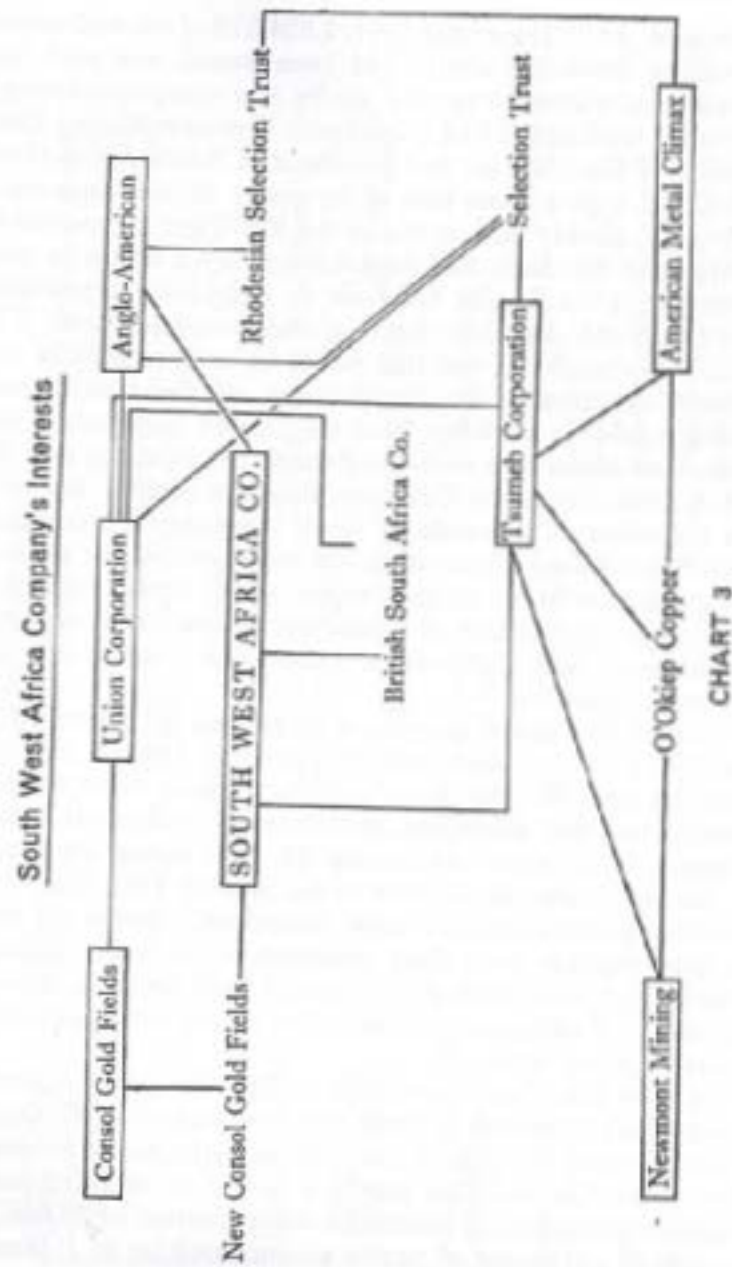 South West Africa Company's Interests
Consol Gold Fields
Union Corporation
Anglo-American
New Consol Gold Fields
SOUTH WEST AFRICA CO.
Rhodesian Selection Trust
British South Africa Co.
Tsumeb Corporation
Selection Trust
Newmont Mining
O'Okiep Copper
American Metal Climax
CHART 3